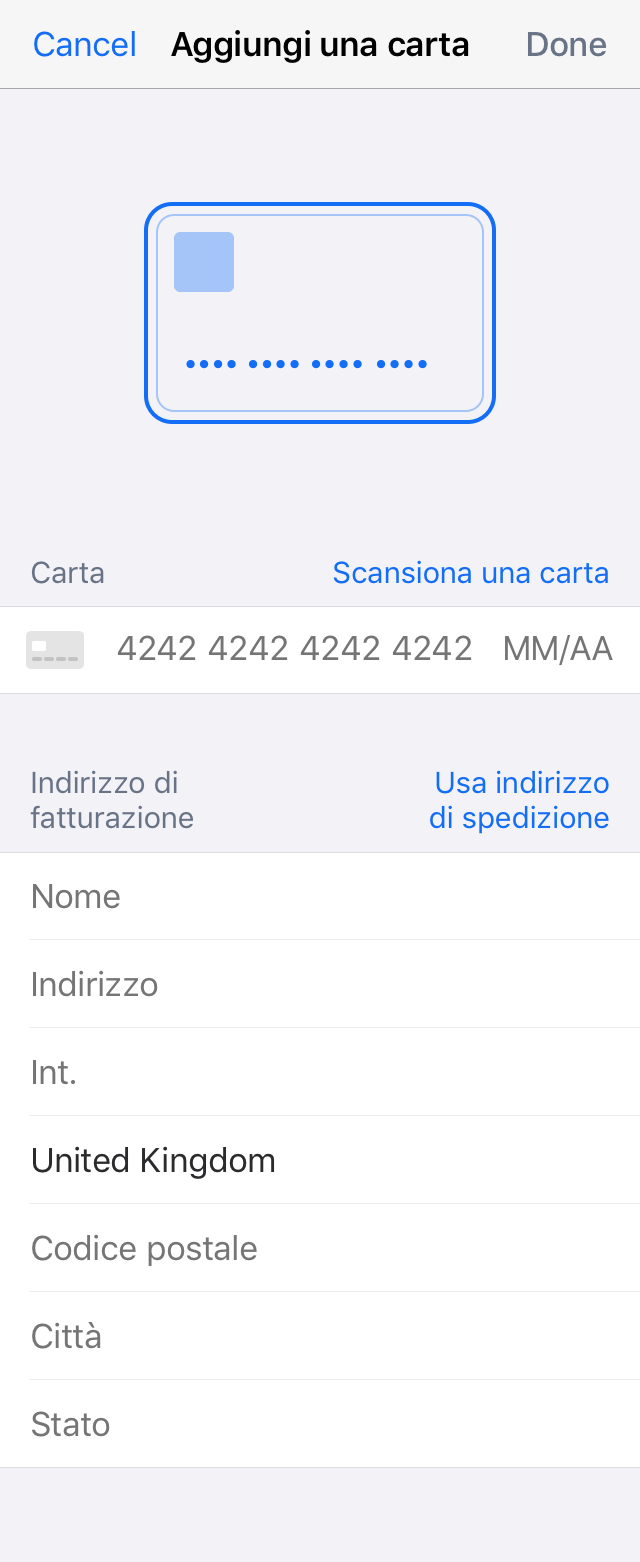 Cancel Aggiungi una carta Done
•••• •••• •••• ••••
Carta Scansiona una carta
4242 4242 4242 4242 MM/AA
Indirizzo di fatturazione
Usa indirizzo di spedizione
Nome
Indirizzo
Int.
United Kingdom
Codice postale
Città
Stato